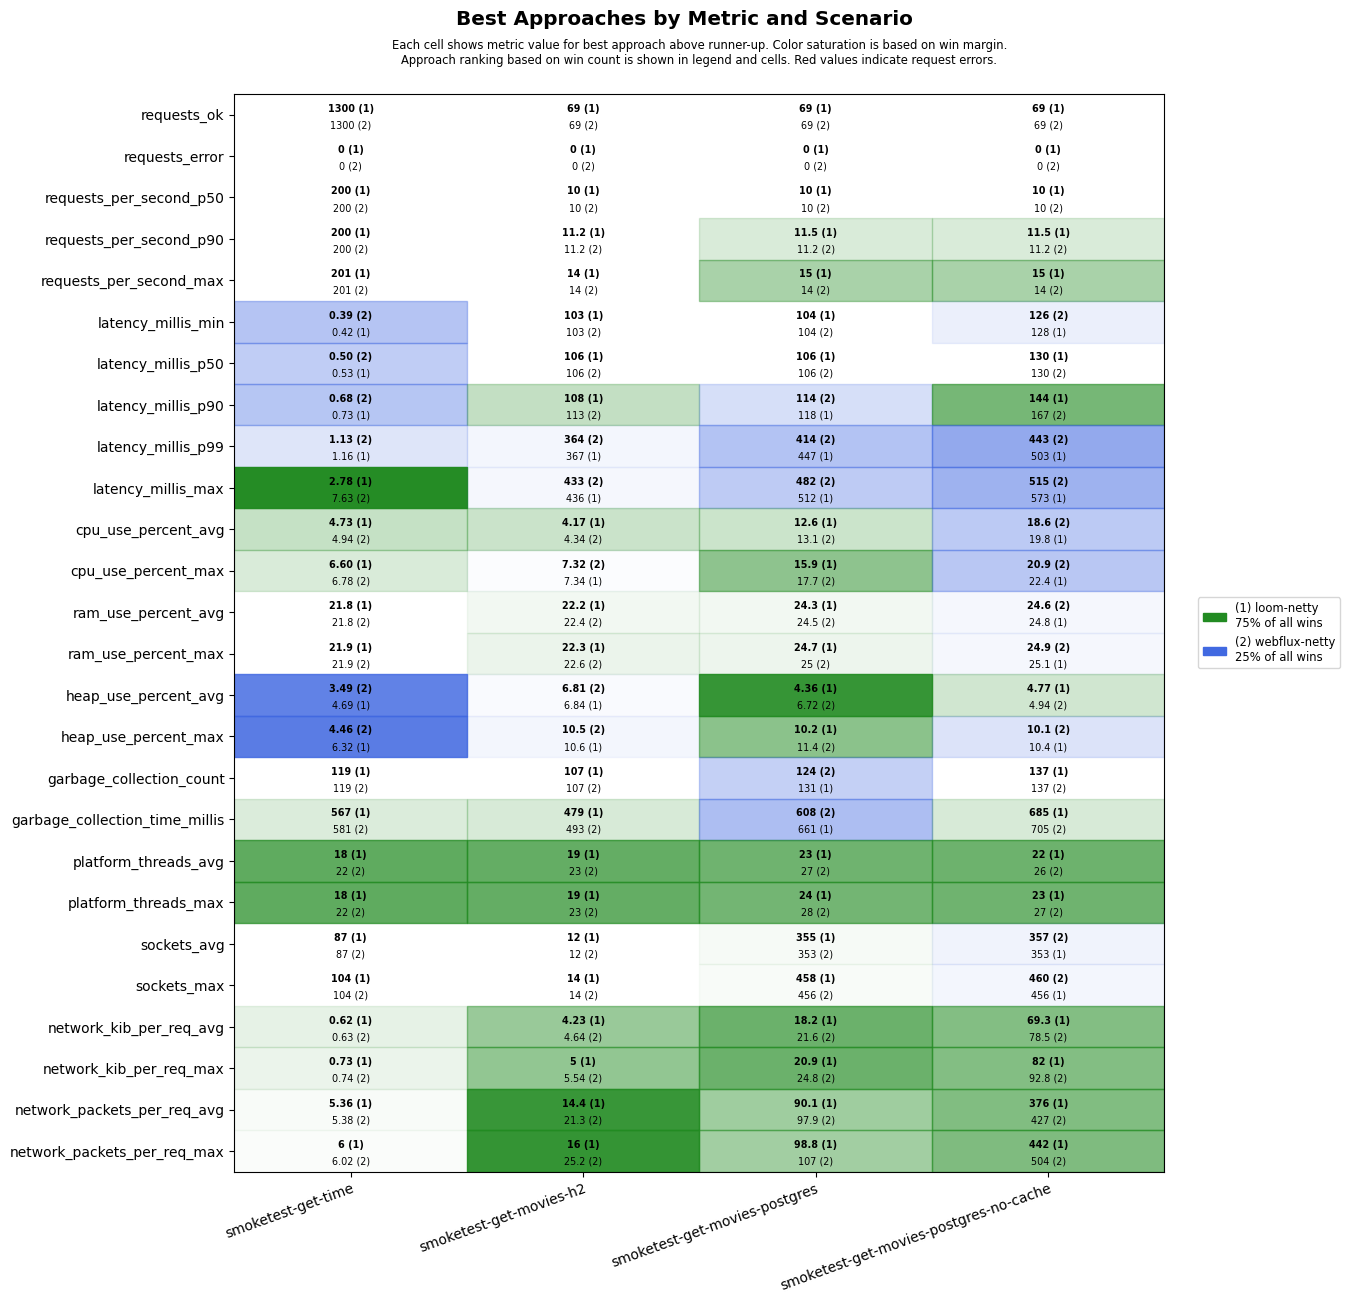 Best Approaches by Metric and Scenario
Each cell shows metric value for best approach above runner-up. Color saturation is based on win margin.
Approach ranking based on win count is shown in legend and cells. Red values indicate request errors.
requests_ok
1300 (1) 69 (1) 69 (1) 69 (1)
1300 (2) 69 (2) 69 (2) 69 (2)
requests_error
0 (1) 0 (1) 0 (1) 0 (1)
0 (2) 0 (2) 0 (2) 0 (2)
requests_per_second_p50
200 (1) 10 (1) 10 (1) 10 (1)
200 (2) 10 (2) 10 (2) 10 (2)
requests_per_second_p90
200 (1) 11.2 (1) 11.5 (1) 11.5 (1)
200 (2) 11.2 (2) 11.2 (2) 11.2 (2)
requests_per_second_max
201 (1) 14 (1) 15 (1) 15 (1)
201 (2) 14 (2) 14 (2) 14 (2)
latency_millis_min
0.39 (2) 103 (1) 104 (1) 126 (2)
0.42 (1) 103 (2) 104 (2) 128 (1)
latency_millis_p50
0.50 (2) 106 (1) 106 (1) 130 (1)
0.53 (1) 106 (2) 106 (2) 130 (2)
latency_millis_p90
0.68 (2) 108 (1) 114 (2) 144 (1)
0.73 (1) 113 (2) 118 (1) 167 (2)
latency_millis_p99
1.13 (2) 364 (2) 414 (2) 443 (2)
1.16 (1) 367 (1) 447 (1) 503 (1)
latency_millis_max
2.78 (1) 433 (2) 482 (2) 515 (2)
7.63 (2) 436 (1) 512 (1) 573 (1)
cpu_use_percent_avg
4.73 (1) 4.17 (1) 12.6 (1) 18.6 (2)
4.94 (2) 4.34 (2) 13.1 (2) 19.8 (1)
cpu_use_percent_max
6.60 (1) 7.32 (2) 15.9 (1) 20.9 (2)
6.78 (2) 7.34 (1) 17.7 (2) 22.4 (1)
ram_use_percent_avg
21.8 (1) 22.2 (1) 24.3 (1) 24.6 (2)
21.8 (2) 22.4 (2) 24.5 (2) 24.8 (1)
ram_use_percent_max
21.9 (1) 22.3 (1) 24.7 (1) 24.9 (2)
21.9 (2) 22.6 (2) 25 (2) 25.1 (1)
heap_use_percent_avg
3.49 (2) 6.81 (2) 4.36 (1) 4.77 (1)
4.69 (1) 6.84 (1) 6.72 (2) 4.94 (2)
heap_use_percent_max
4.46 (2) 10.5 (2) 10.2 (1) 10.1 (2)
6.32 (1) 10.6 (1) 11.4 (2) 10.4 (1)
garbage_collection_count
119 (1) 107 (1) 124 (2) 137 (1)
119 (2) 107 (2) 131 (1) 137 (2)
garbage_collection_time_millis
567 (1) 479 (1) 608 (2) 685 (1)
581 (2) 493 (2) 661 (1) 705 (2)
platform_threads_avg
18 (1) 19 (1) 23 (1) 22 (1)
22 (2) 23 (2) 27 (2) 26 (2)
platform_threads_max
18 (1) 19 (1) 24 (1) 23 (1)
22 (2) 23 (2) 28 (2) 27 (2)
sockets_avg
87 (1) 12 (1) 355 (1) 357 (2)
87 (2) 12 (2) 353 (2) 353 (1)
sockets_max
104 (1) 14 (1) 458 (1) 460 (2)
104 (2) 14 (2) 456 (2) 456 (1)
network_kib_per_req_avg
0.62 (1) 4.23 (1) 18.2 (1) 69.3 (1)
0.63 (2) 4.64 (2) 21.6 (2) 78.5 (2)
network_kib_per_req_max
0.73 (1) 5 (1) 20.9 (1) 82 (1)
0.74 (2) 5.54 (2) 24.8 (2) 92.8 (2)
network_packets_per_req_avg
5.36 (1) 14.4 (1) 90.1 (1) 376 (1)
5.38 (2) 21.3 (2) 97.9 (2) 427 (2)
network_packets_per_req_max
6 (1) 16 (1) 98.8 (1) 442 (1)
6.02 (2) 25.2 (2) 107 (2) 504 (2)
smoketest-get-time
smoketest-get-movies-h2
smoketest-get-movies-postgres
smoketest-get-movies-postgres-no-cache
(1) loom-netty
75% of all wins
(2) webflux-netty
25% of all wins